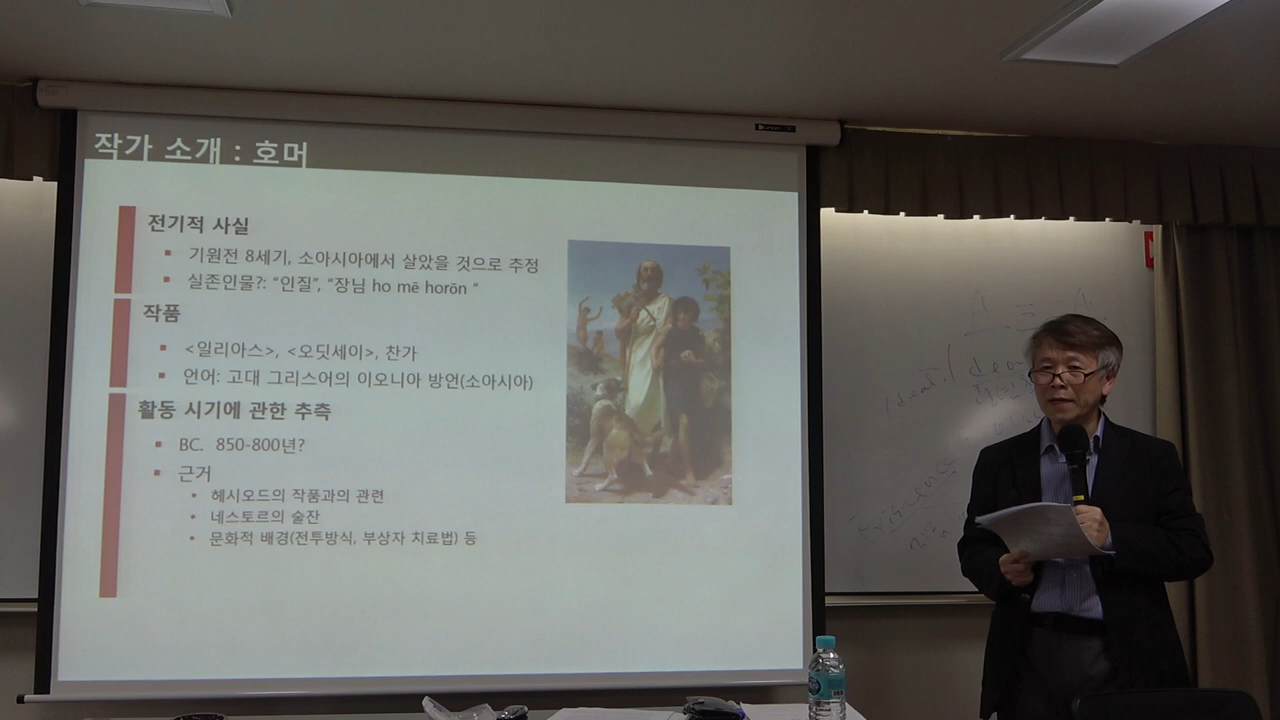 작가 소개 : 호머
전기적 사실
기원전 8세기, 소아시아에서 살았을 것으로 추정
실존인물?: “인질”, “장님 ho mē horōn “
작품
<일리아스>, <오딧세이>, 찬가
언어: 고대 그리스어의 이오니아 방언(소아시아)
활동 시기에 관한 추측
BC. 850-800년?
근거
헤시오드의 작품과의 관련
네스토르의 술잔
문화적 배경(전투방식, 부상자 치료법) 등